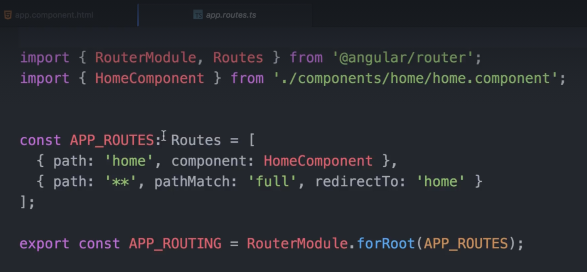 app.component.html
app.routes.ts
import { RouterModule, Routes } from '@angular/router';
import { HomeComponent } from './components/home/home.component';
const APP_ROUTES: Routes = [
{ path: 'home', component: HomeComponent },
{ path: '**', pathMatch: 'full', redirectTo: 'home' }
];
export const APP_ROUTING = RouterModule.forRoot(APP_ROUTES);